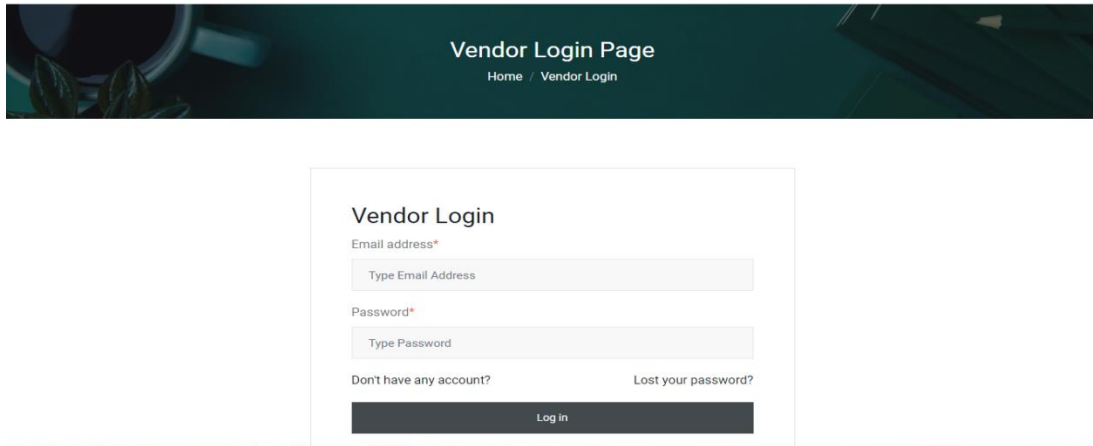 Vendor Login Page
Home / Vendor Login
Vendor Login
Email address*
Type Email Address
Password*
Type Password
Don't have any account? Lost your password?
Log in